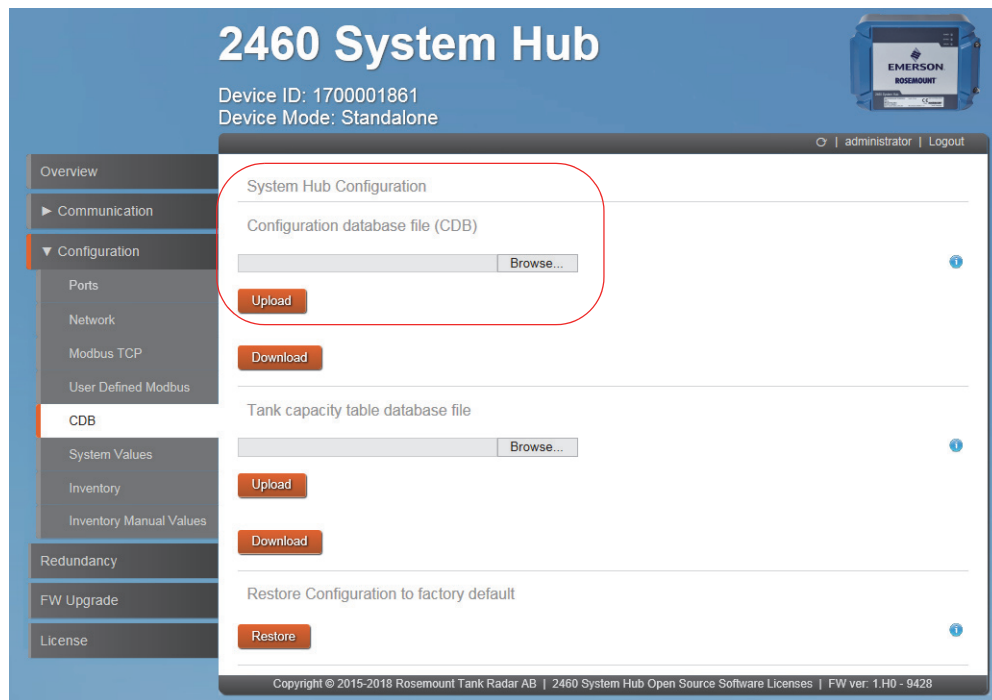 2460 System Hub
EMERSON.
ROSEMOUNT
Device ID: 1700001861
Device Mode: Standalone
| administrator | Logout
Overview
► Communication
▼ Configuration
Ports
Network
Modbus TCP
User Defined Modbus
CDB
System Values
Inventory
Inventory Manual Values
Redundancy
FW Upgrade
License
System Hub Configuration
Configuration database file (CDB)
Browse...
Upload
Download
Tank capacity table database file
Browse...
Upload
Download
Restore Configuration to factory default
Restore
Copyright © 2015-2018 Rosemount Tank Radar AB | 2460 System Hub Open Source Software Licenses | FW ver: 1.H0 - 9428